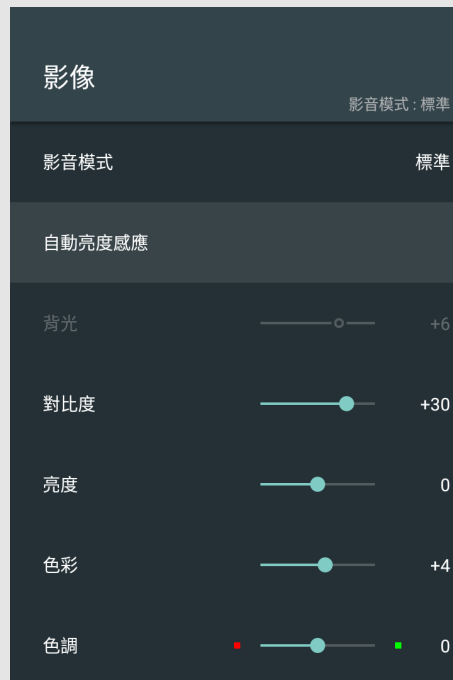 影像
影音模式 : 標準
影音模式 標準
自動亮度感應
背光 +6
對比度 +30
亮度 0
色彩 +4
色調 0